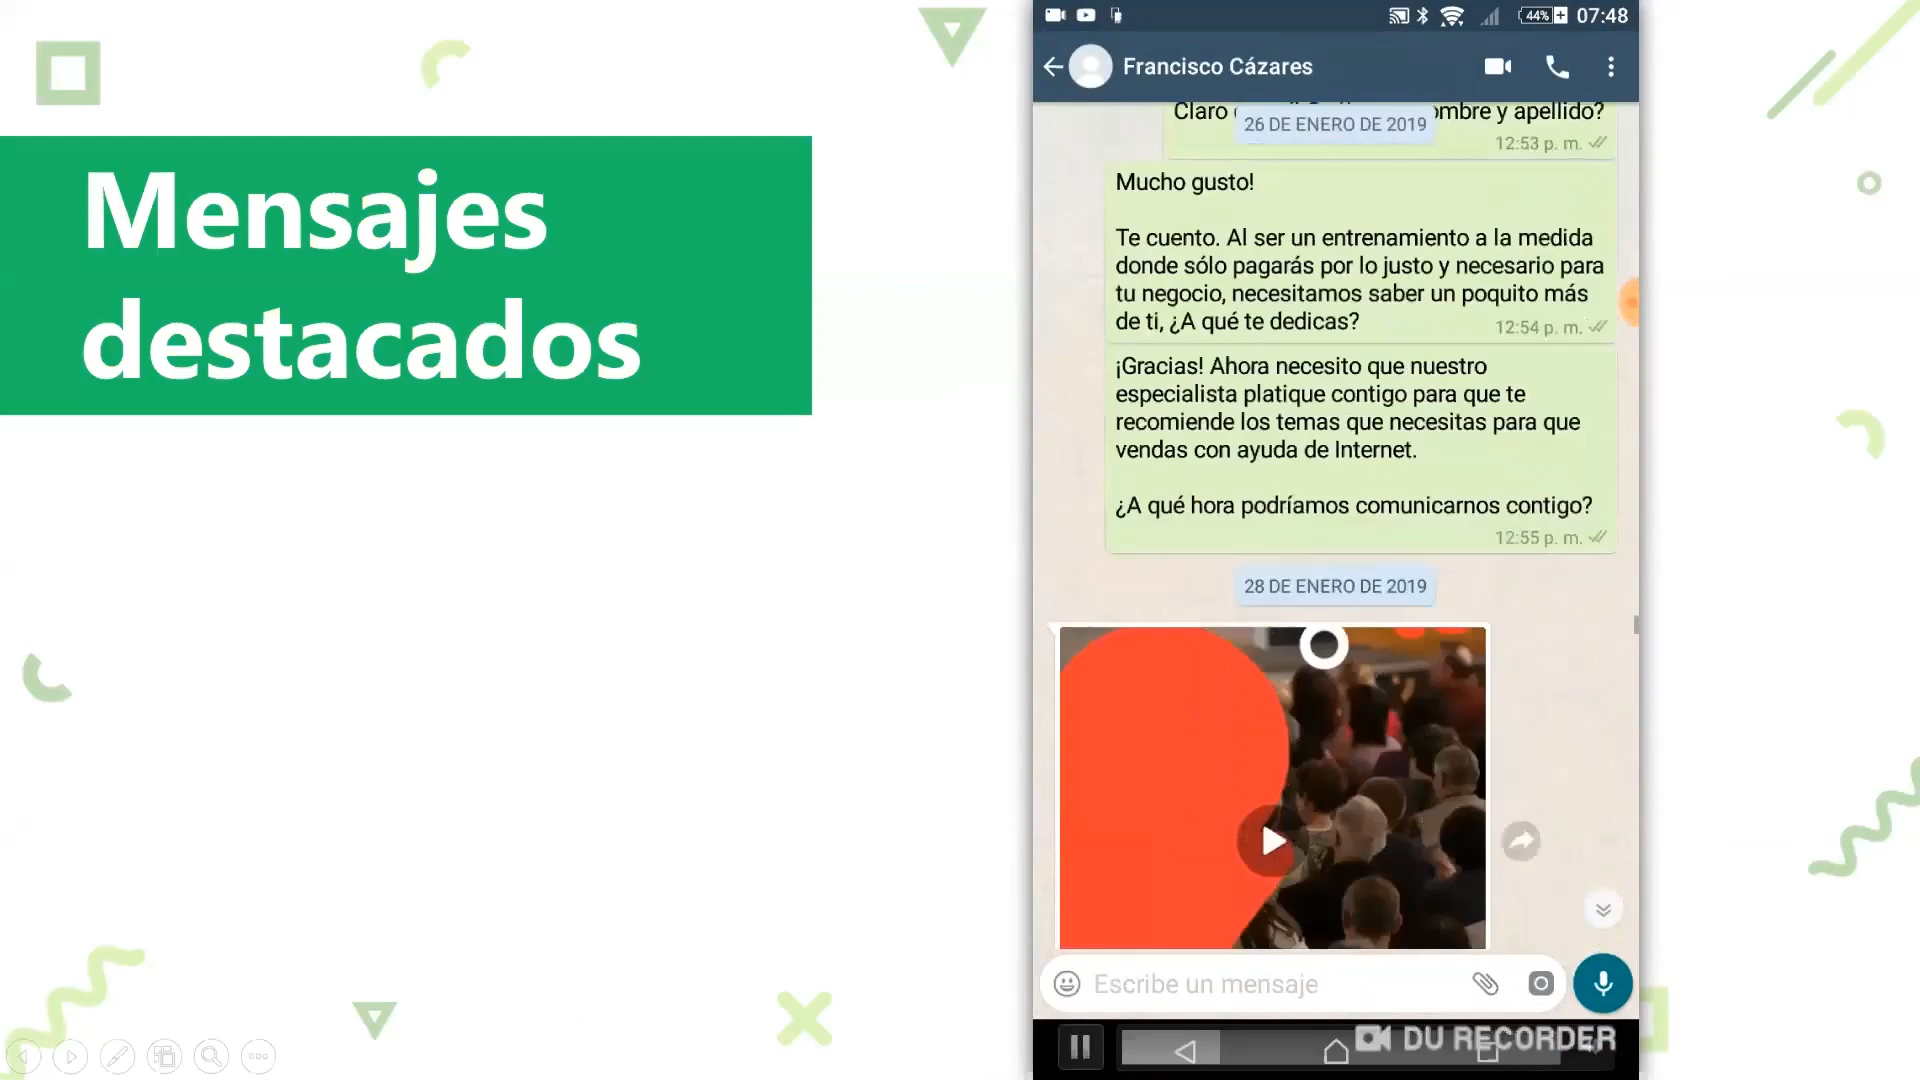 Mensajes
destacados
44%
07:48
Francisco Cázares
Claro
ombre y apellido?
26 DE ENERO DE 2019
12:53 p. m.
Mucho gusto!
Te cuento. Al ser un entrenamiento a la medida
donde sólo pagarás por lo justo y necesario para
tu negocio, necesitamos saber un poquito más
de ti, ¿A qué te dedicas?
12:54 p. m.
¡Gracias! Ahora necesito que nuestro
especialista platique contigo para que te
recomiende los temas que necesitas para que
vendas con ayuda de Internet.
¿A qué hora podríamos comunicarnos contigo?
12:55 p. m.
28 DE ENERO DE 2019
Escribe un mensaje
DU RECORDER